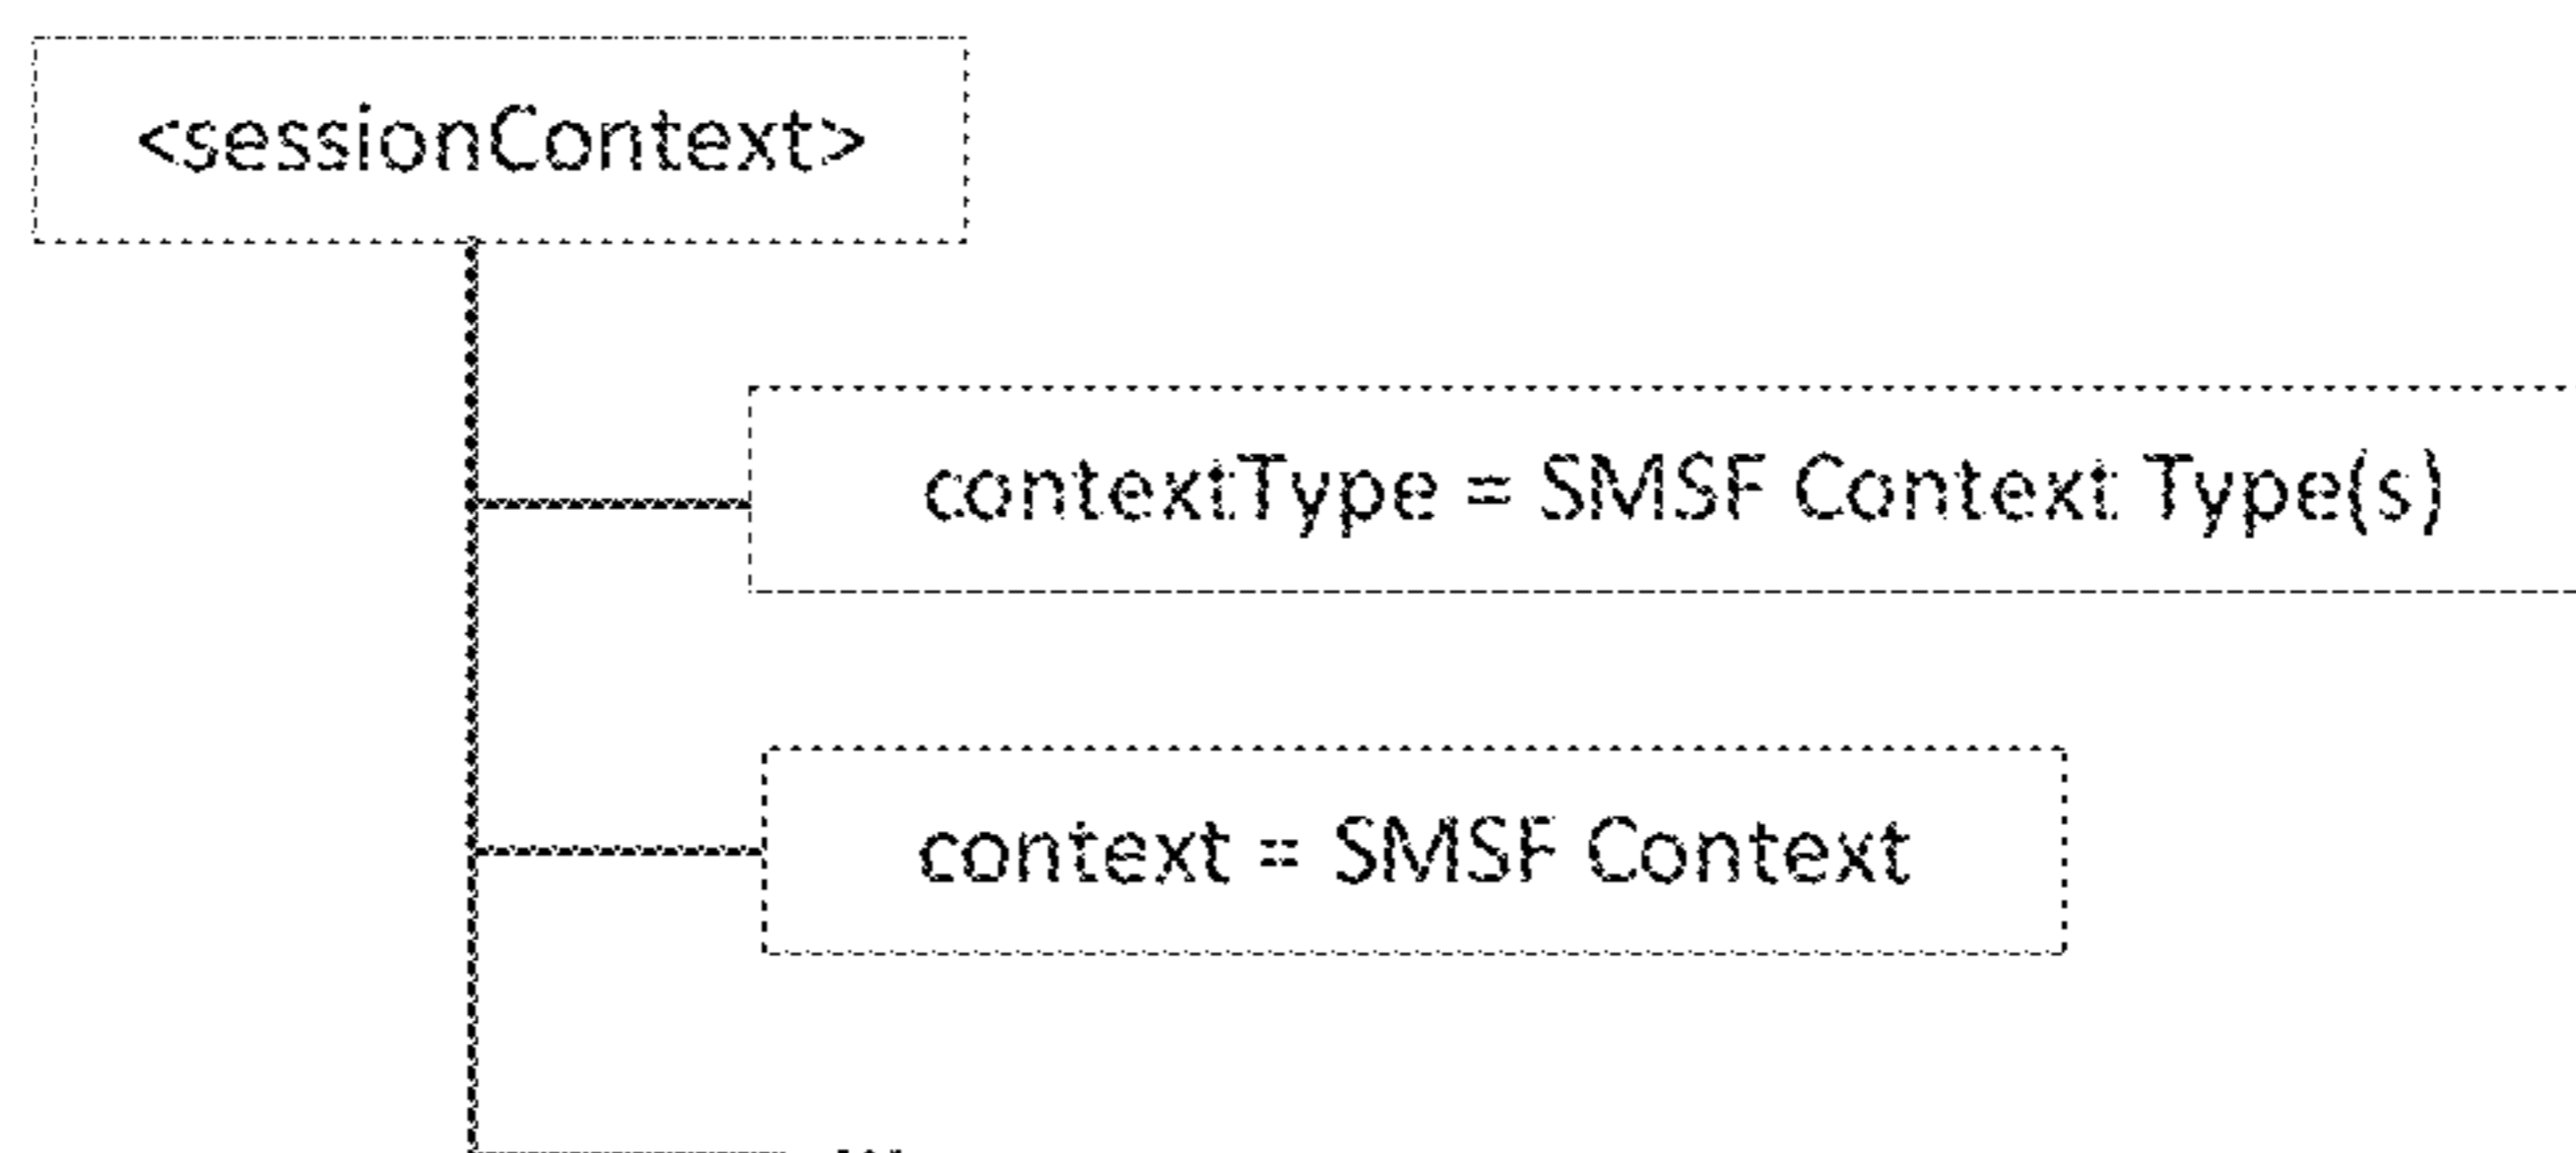 <sessionContext>
contextType = SMSF Context Type(s)
context = SMSF Context